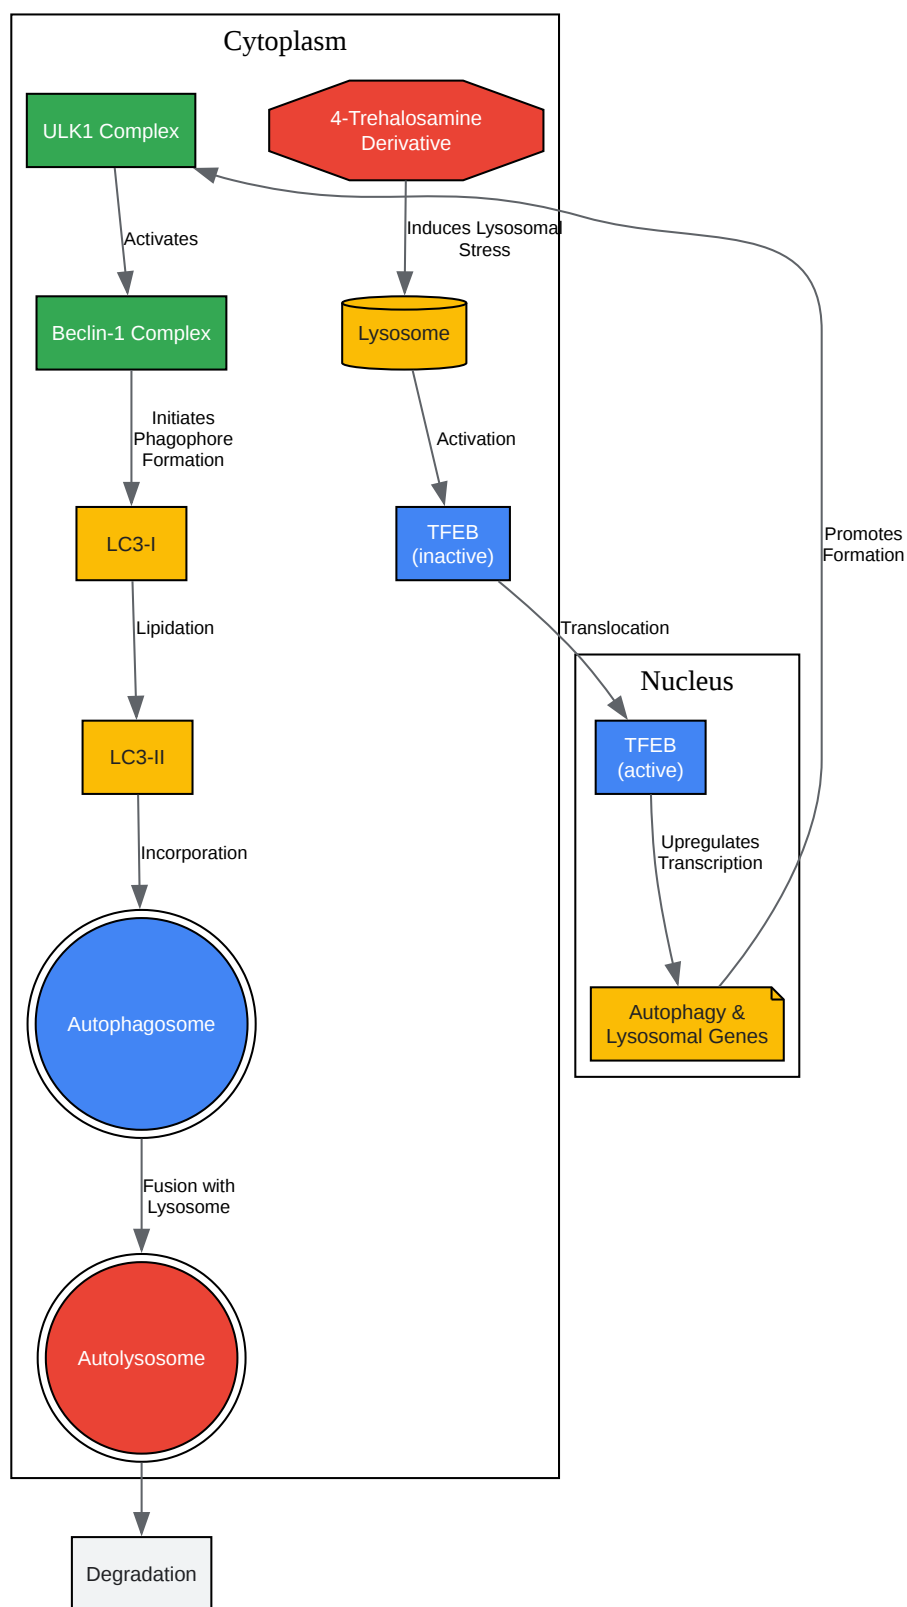 Cytoplasm
ULK1 Complex
4-Trehalosamine
Derivative
Activates
Induces Lysosomal
Stress
Beclin-1 Complex
Lysosome
Initiates
Phagophore
Formation
Activation
LC3-I
TFEB
(inactive)
Promotes
Formation
Lipidation
Translocation
Nucleus
LC3-II
TFEB
(active)
Incorporation
Upregulates
Transcription
Autophagosome
Autophagy &
Lysosomal Genes
Fusion with
Lysosome
Autolysosome
Degradation